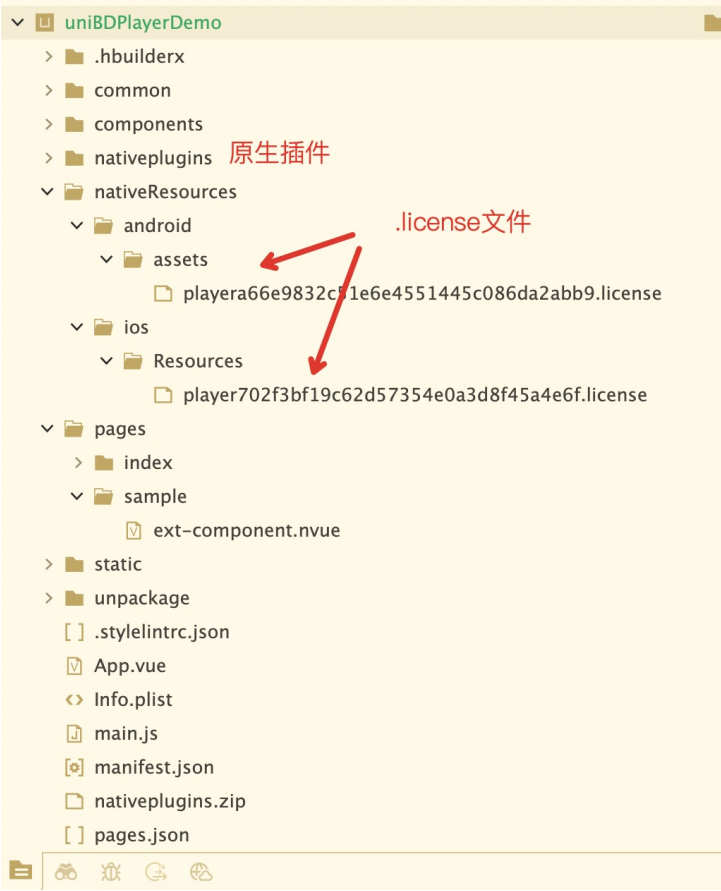 uniBDPlayerDemo
.hbuilderx
common
components
nativeplugins 原生插件
nativeResources
android .license文件
assets
playera66e9832c51e6e4551445c086da2abb9.license
ios
Resources
player702f3bf19c62d57354e0a3d8f45a4e6f.license
pages
index
sample
ext-component.nvue
static
unpackage
.stylelintrc.json
App.vue
Info.plist
main.js
manifest.json
nativeplugins.zip
pages.json